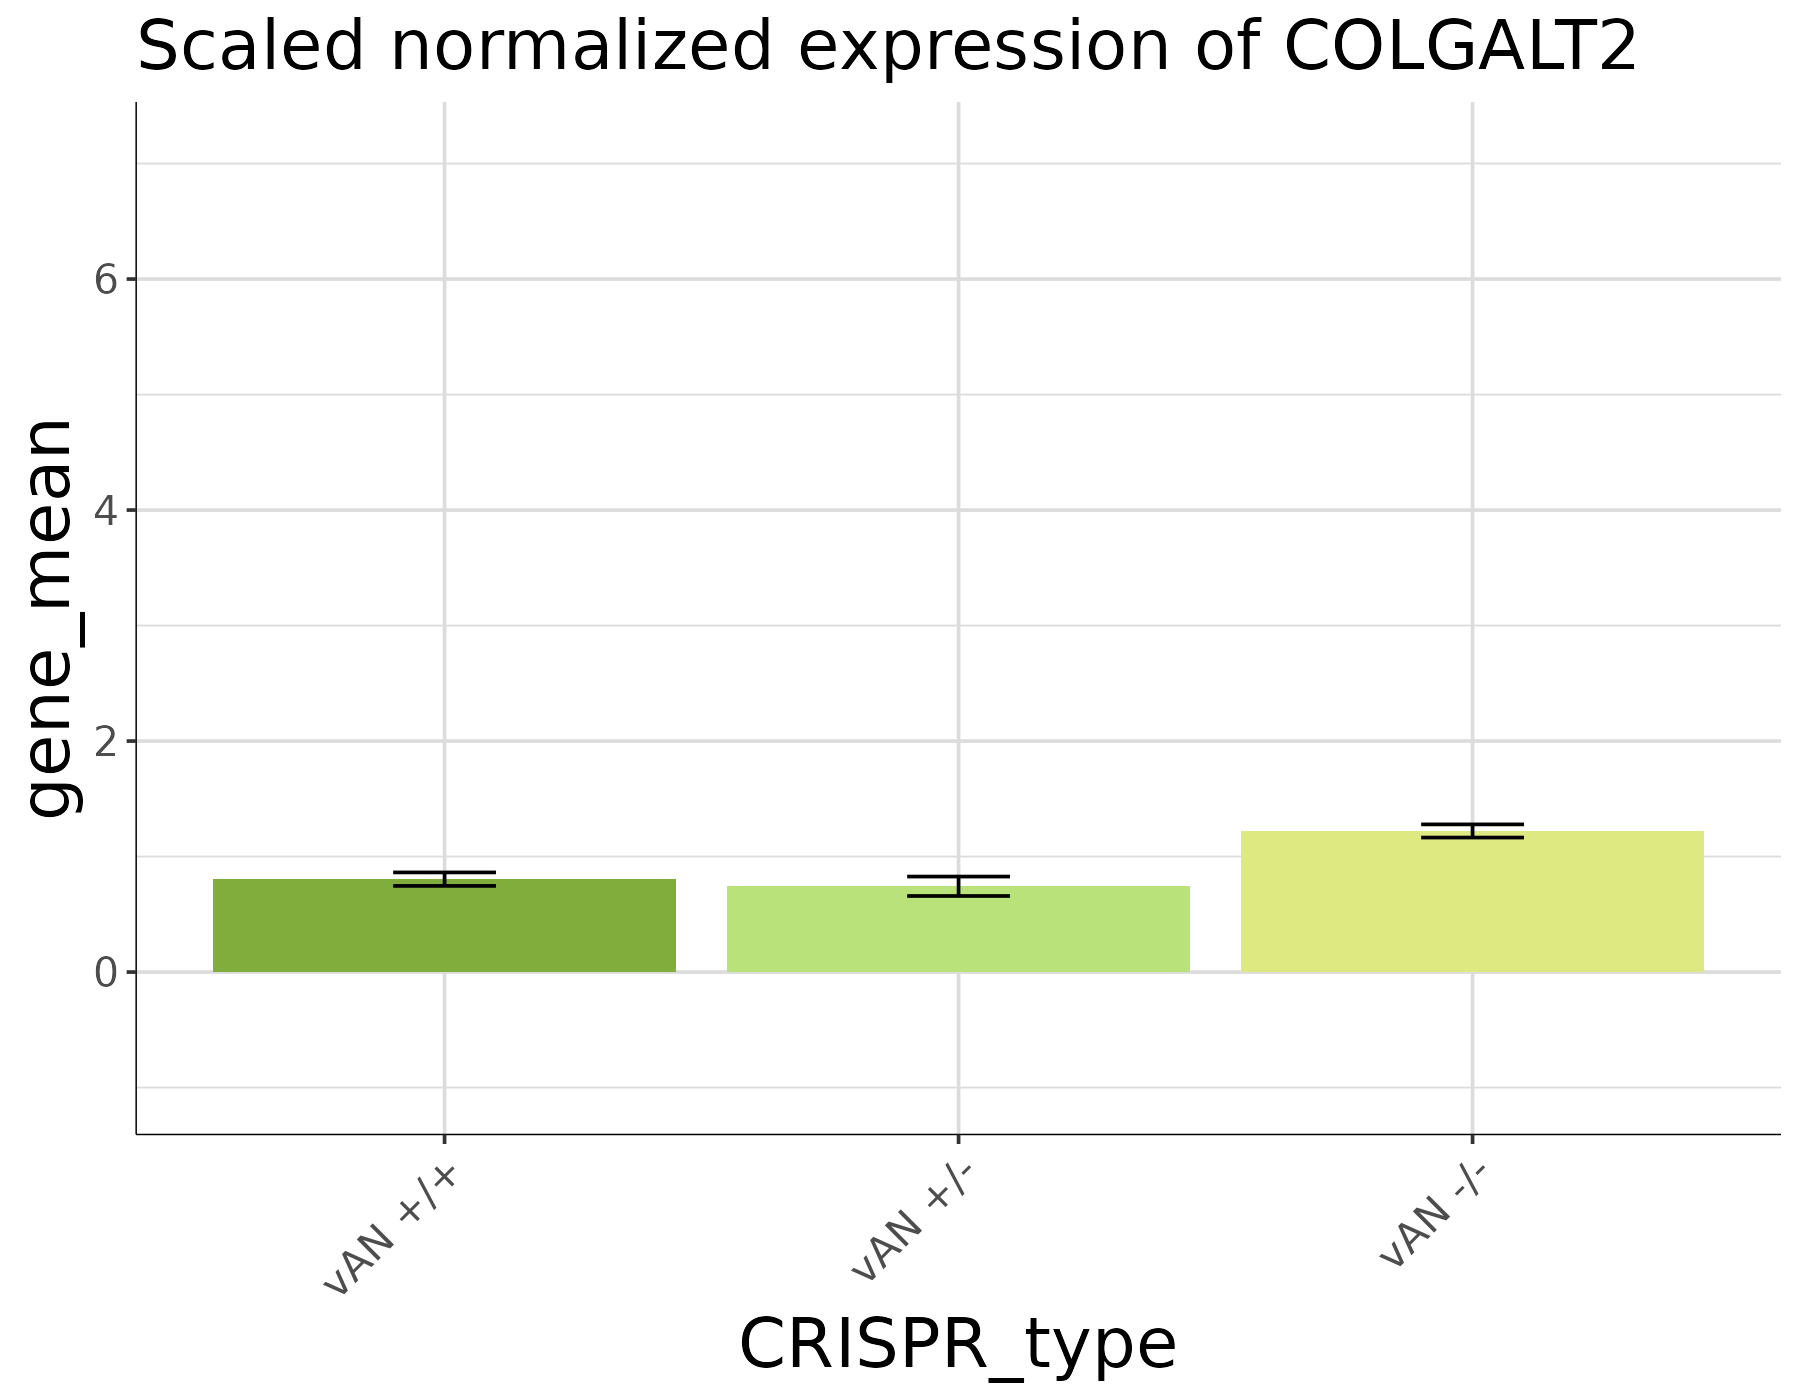 Scaled normalized expression of COLGALT2
gene_mean
6
4
2
0
vAN +/+
vAN +/-
vAN -/-
CRISPR_type